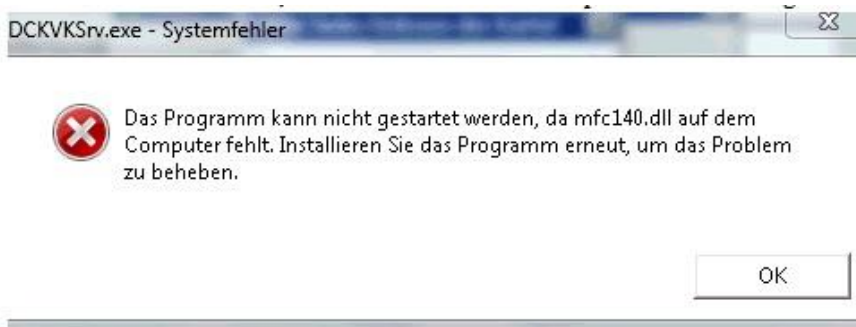 DCKVKSrv.exe - Systemfehler
Das Programm kann nicht gestartet werden, da mfc140.dll auf dem
Computer fehlt. Installieren Sie das Programm erneut, um das Problem
zu beheben.
OK